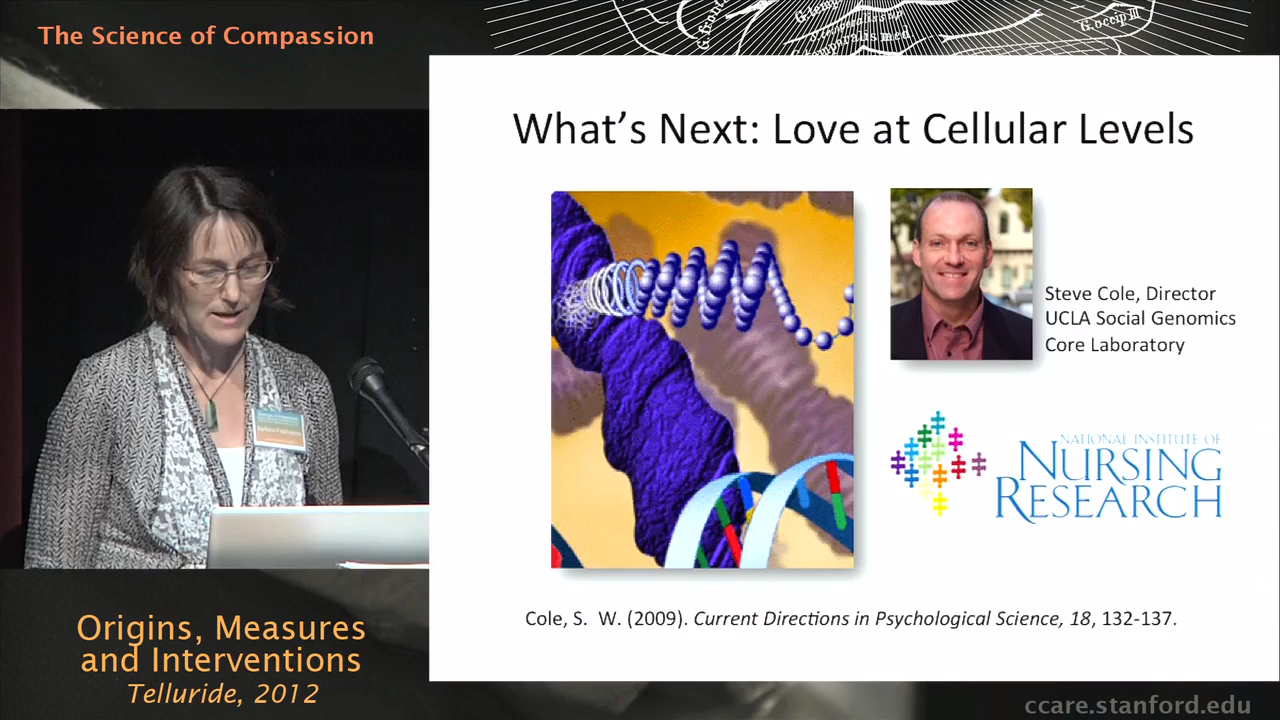 The Science of Compassion
G.occip III
What's Next: Love at Cellular Levels
Steve Cole, Director
UCLA Social Genomics
Core Laboratory
NATIONAL INSTITUTE OF
NURSING
RESEARCH
Cole, S. W. (2009). Current Directions in Psychological Science, 18, 132-137.
Origins, Measures
and Interventions
Telluride, 2012
ccare.stanford.edu